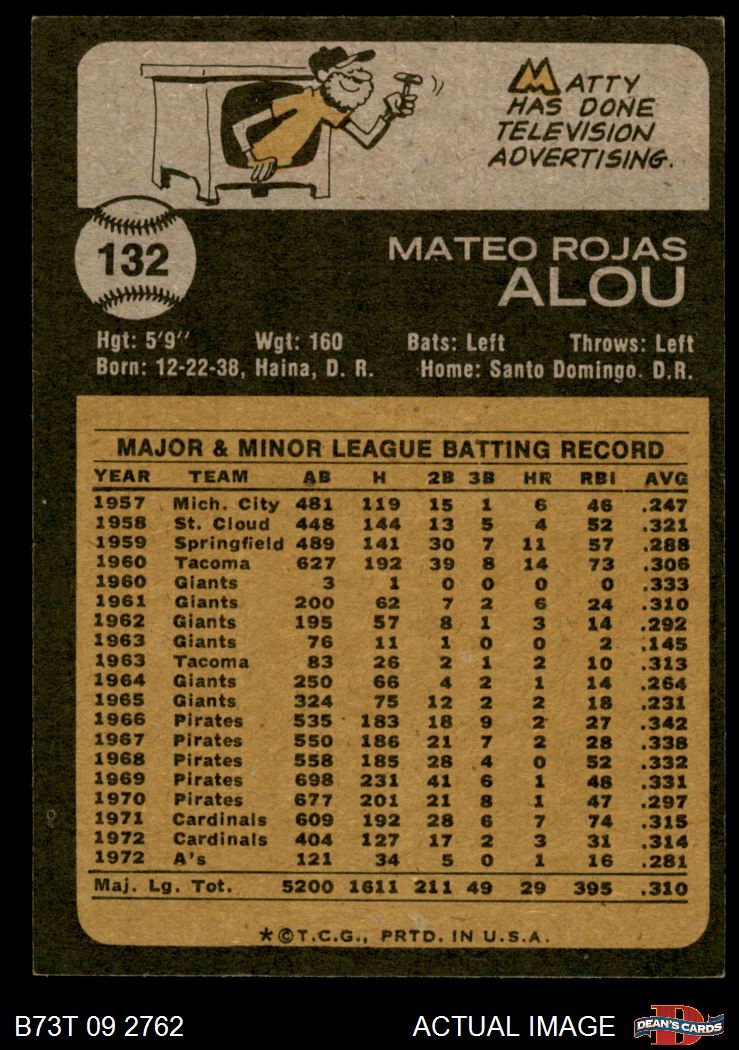 MATTY
HAS DONE
TELEVISION
ADVERTISING.
132
MATEO ROJAS
ALOU
Hgt: 5'9" Wgt: 160 Bats: Left Throws: Left
Born: 12-22-38, Haina, D. R. Home: Santo Domingo. D.R.
MAJOR & MINOR LEAGUE BATTING RECORD
YEAR TEAM AB H 2B 3B HR RBI AVG
1957 Mich. City 481 119 15 1 6 46 .247
1958 St. Cloud 448 144 13 5 4 52 .321
1959 Springfield 489 141 30 7 11 57 .288
1960 Tacoma 627 192 39 8 14 73 .306
1960 Giants 3 1 0 0 0 0 .333
1961 Giants 200 62 7 2 6 24 .310
1962 Giants 195 57 8 1 3 14 .292
1963 Giants 76 11 1 0 0 2 .145
1963 Tacoma 83 26 2 1 2 10 .313
1964 Giants 250 66 4 2 1 14 .264
1965 Giants 324 75 12 2 2 18 .231
1966 Pirates 535 183 18 9 2 27 .342
1967 Pirates 550 186 21 7 2 28 .338
1968 Pirates 558 185 28 4 0 52 .332
1969 Pirates 698 231 41 6 1 48 .331
1970 Pirates 677 201 21 8 1 47 .297
1971 Cardinals 609 192 28 6 7 74 .315
1972 Cardinals 404 127 17 2 3 31 .314
1972 A's 121 34 5 0 1 16 .281
Maj. Lg. Tot. 5200 1611 211 49 29 395 .310
*©T.C.G., PRTD. IN U.S.A.
B73T 09 2762 ACTUAL IMAGE D DEAN'S CARDS